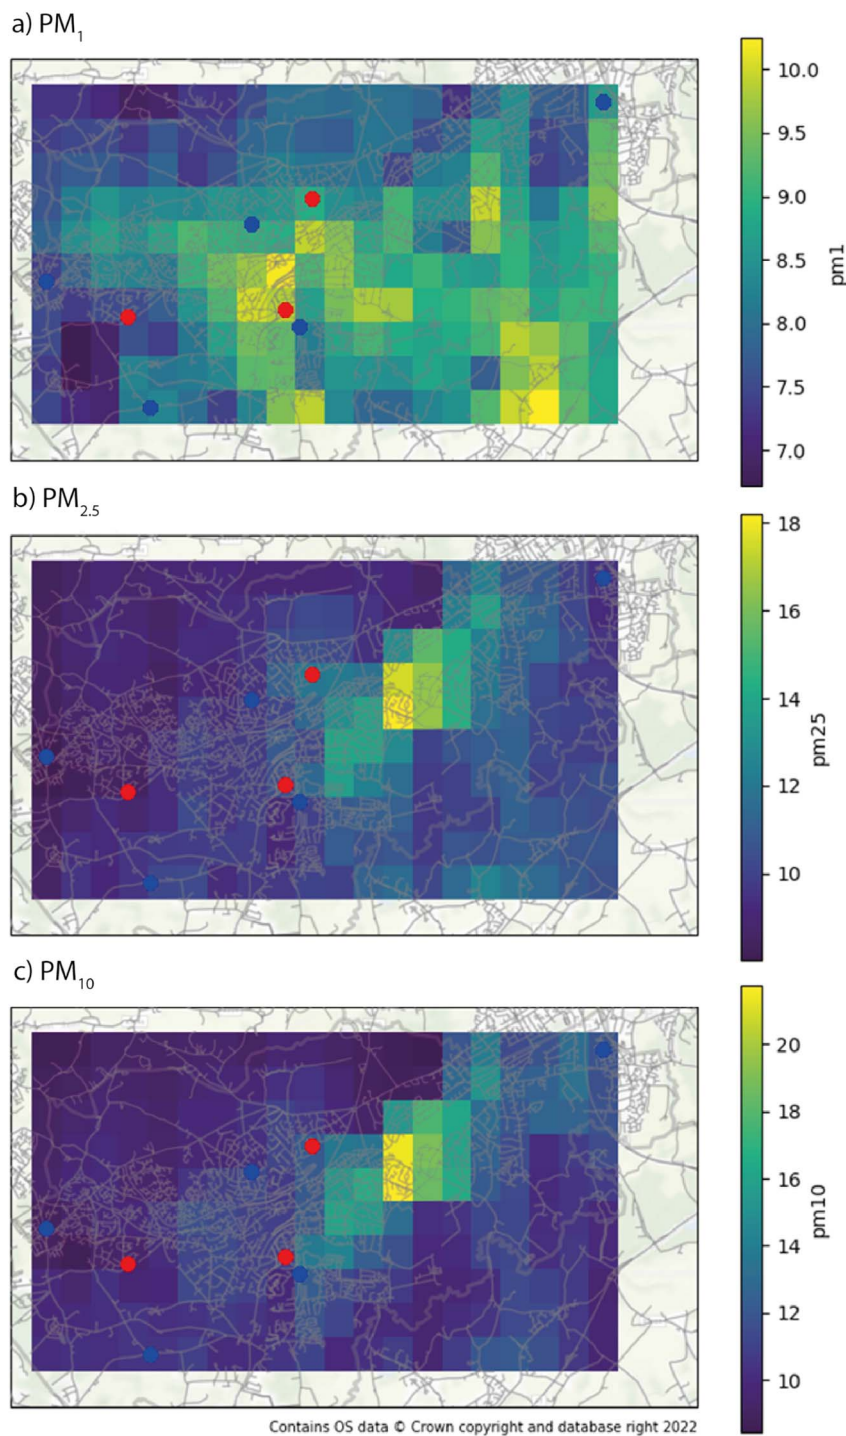 a) PM₁
10.0
9.5
9.0
8.5
8.0
7.5
7.0
pm1
b) PM₂.₅
18
16
14
12
10
pm25
c) PM₁₀
20
18
16
14
12
10
pm10
Contains OS data © Crown copyright and database right 2022